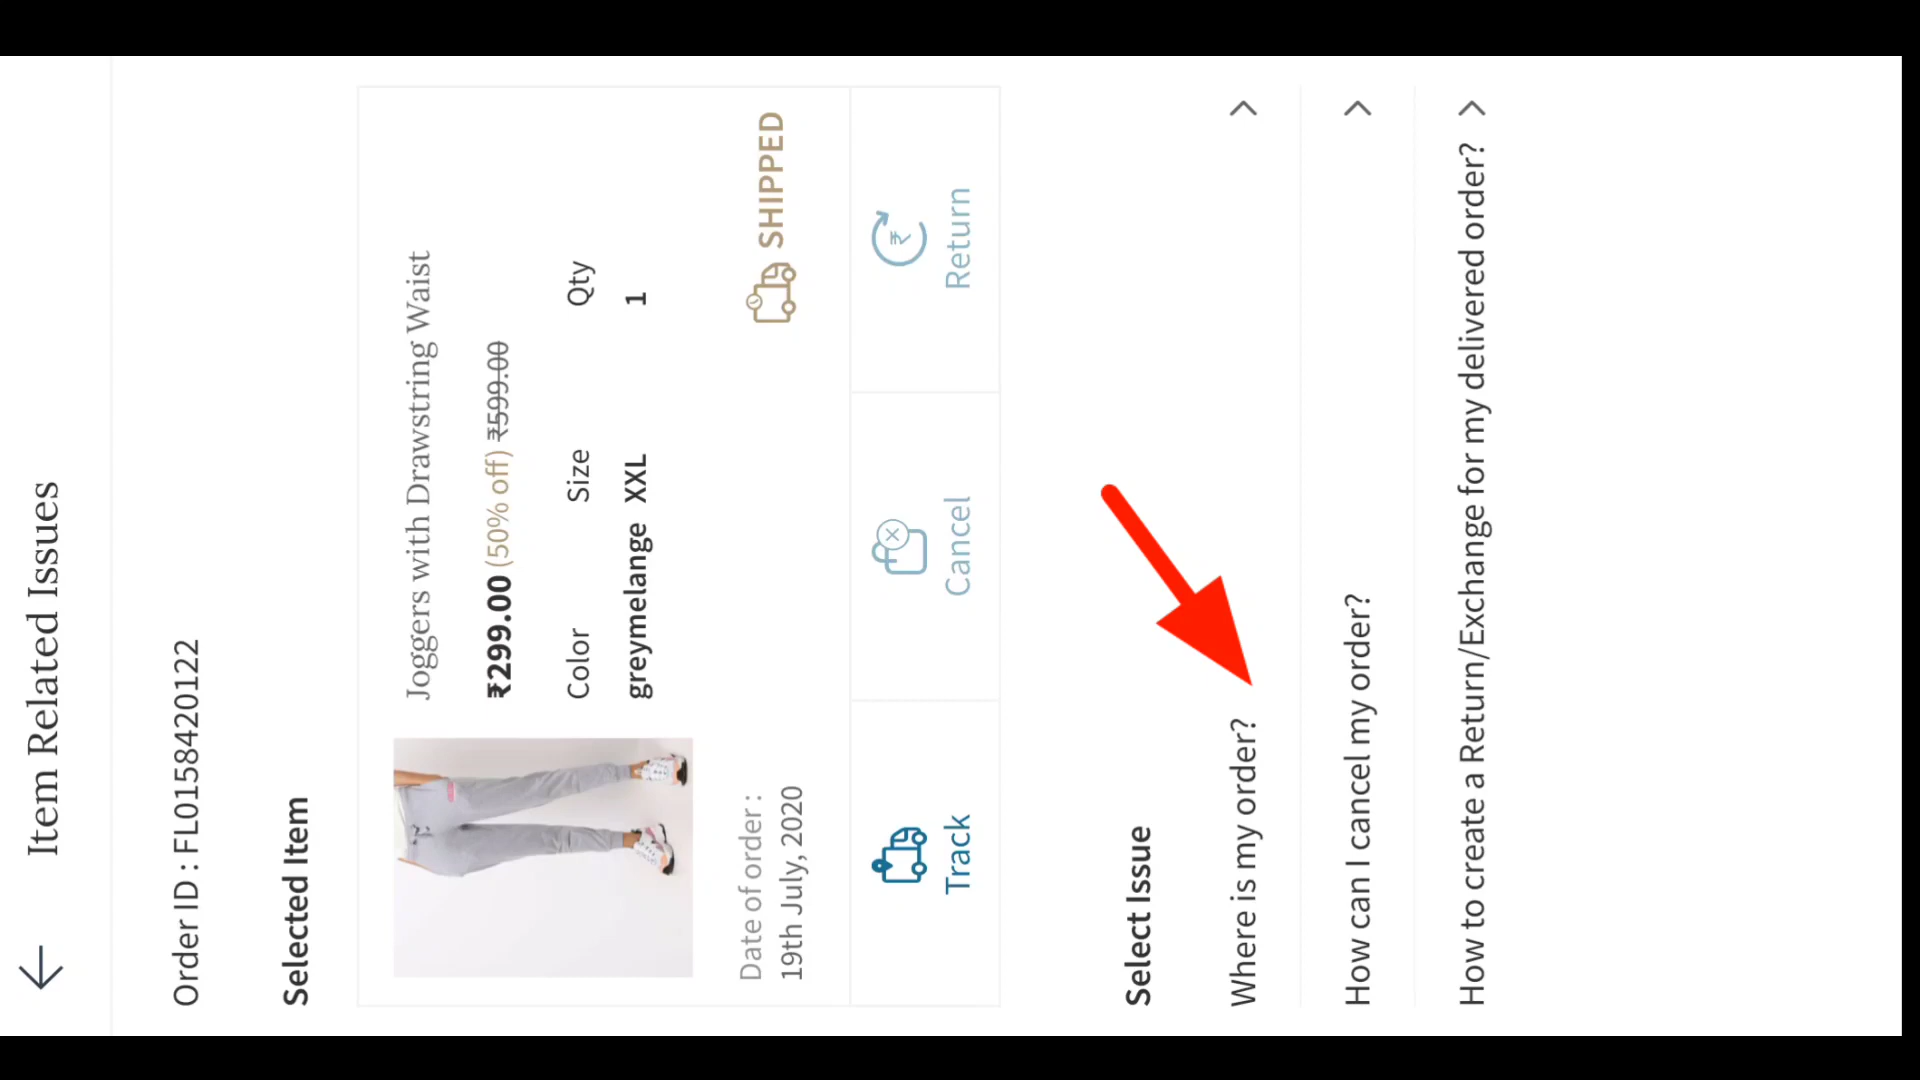 Item Related Issues
Order ID : FL0158420122
Selected Item
Joggers with Drawstring Waist
₹299.00 (50% off) ₹599.00
Color Size Qty
greymelange XXL 1
Date of order :
19th July, 2020
SHIPPED
Track Cancel Return
Select Issue
Where is my order?
How can I cancel my order?
How to create a Return/Exchange for my delivered order?